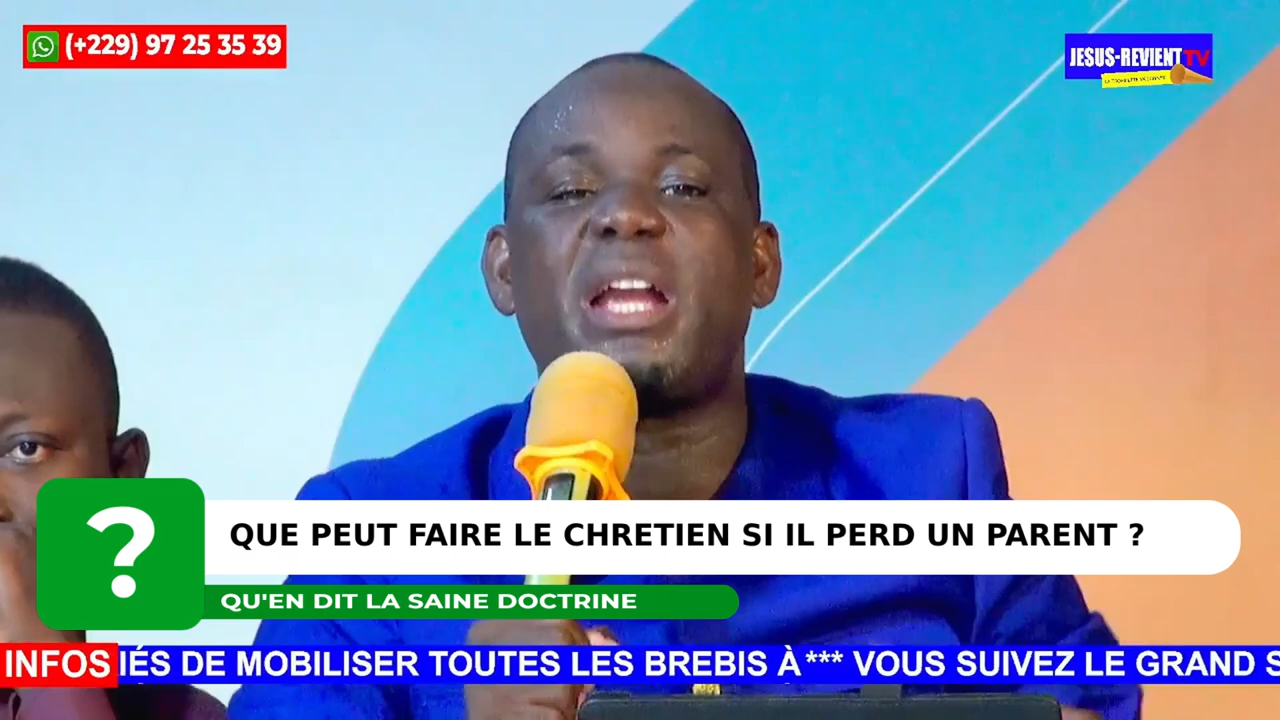 (+229) 97 25 35 39
JESUS-REVIENT TV
?
QUE PEUT FAIRE LE CHRETIEN SI IL PERD UN PARENT ?
QU'EN DIT LA SAINE DOCTRINE
INFOS
IÉS DE MOBILISER TOUTES LES BREBIS À*** VOUS SUIVEZ LE GRAND S